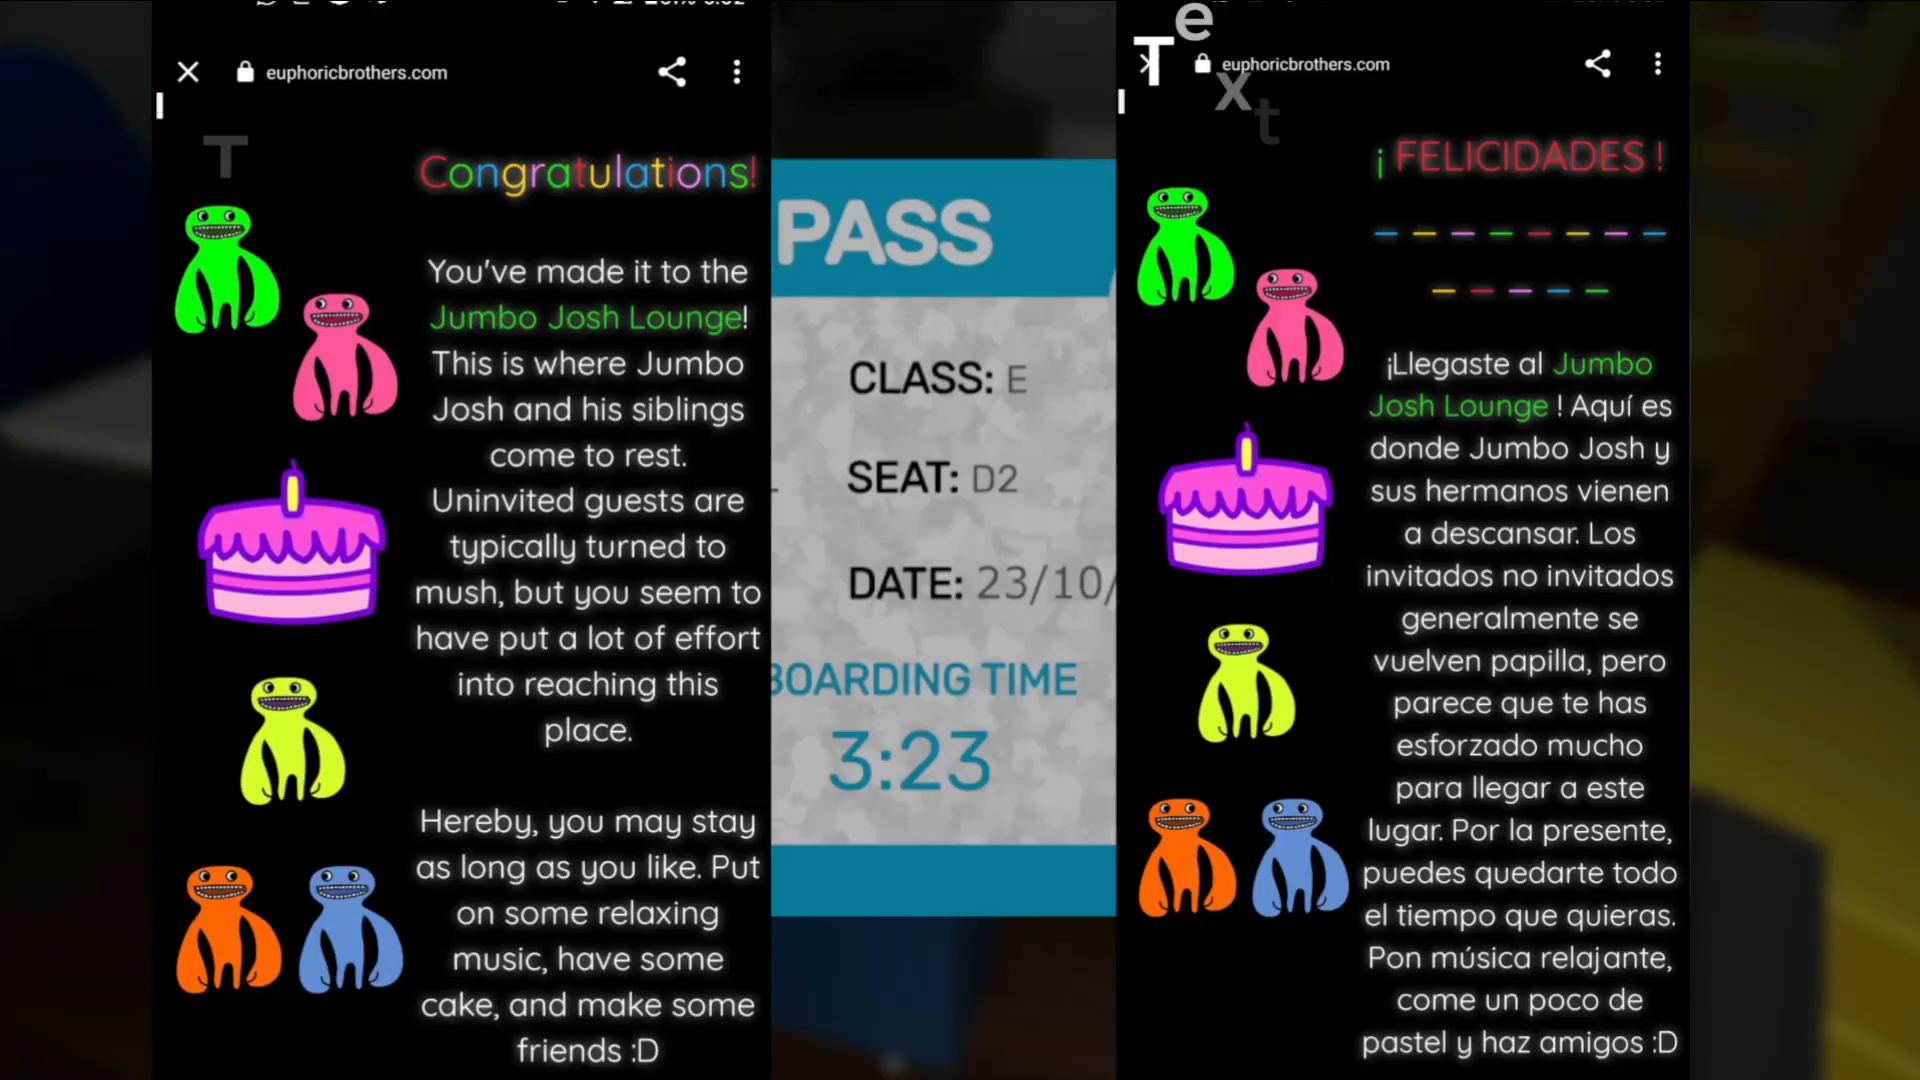 euphoricbrothers.com
T
Congratulations!
You've made it to the
Jumbo Josh Lounge!
This is where Jumbo
Josh and his siblings
come to rest.
Uninvited guests are
typically turned to
mush, but you seem to
have put a lot of effort
into reaching this
place.
Hereby, you may stay
as long as you like. Put
on some relaxing
music, have some
cake, and make some
friends :D
PASS
CLASS: E
SEAT: D2
DATE: 23/10/
BOARDING TIME
3:23
Text
euphoricbrothers.com
¡ FELICIDADES !
¡Llegaste al Jumbo
Josh Lounge ! Aquí es
donde Jumbo Josh y
sus hermanos vienen
a descansar. Los
invitados no invitados
generalmente se
vuelven papilla, pero
parece que te has
esforzado mucho
para llegar a este
lugar. Por la presente,
puedes quedarte todo
el tiempo que quieras.
Pon música relajante,
come un poco de
pastel y haz amigos :D